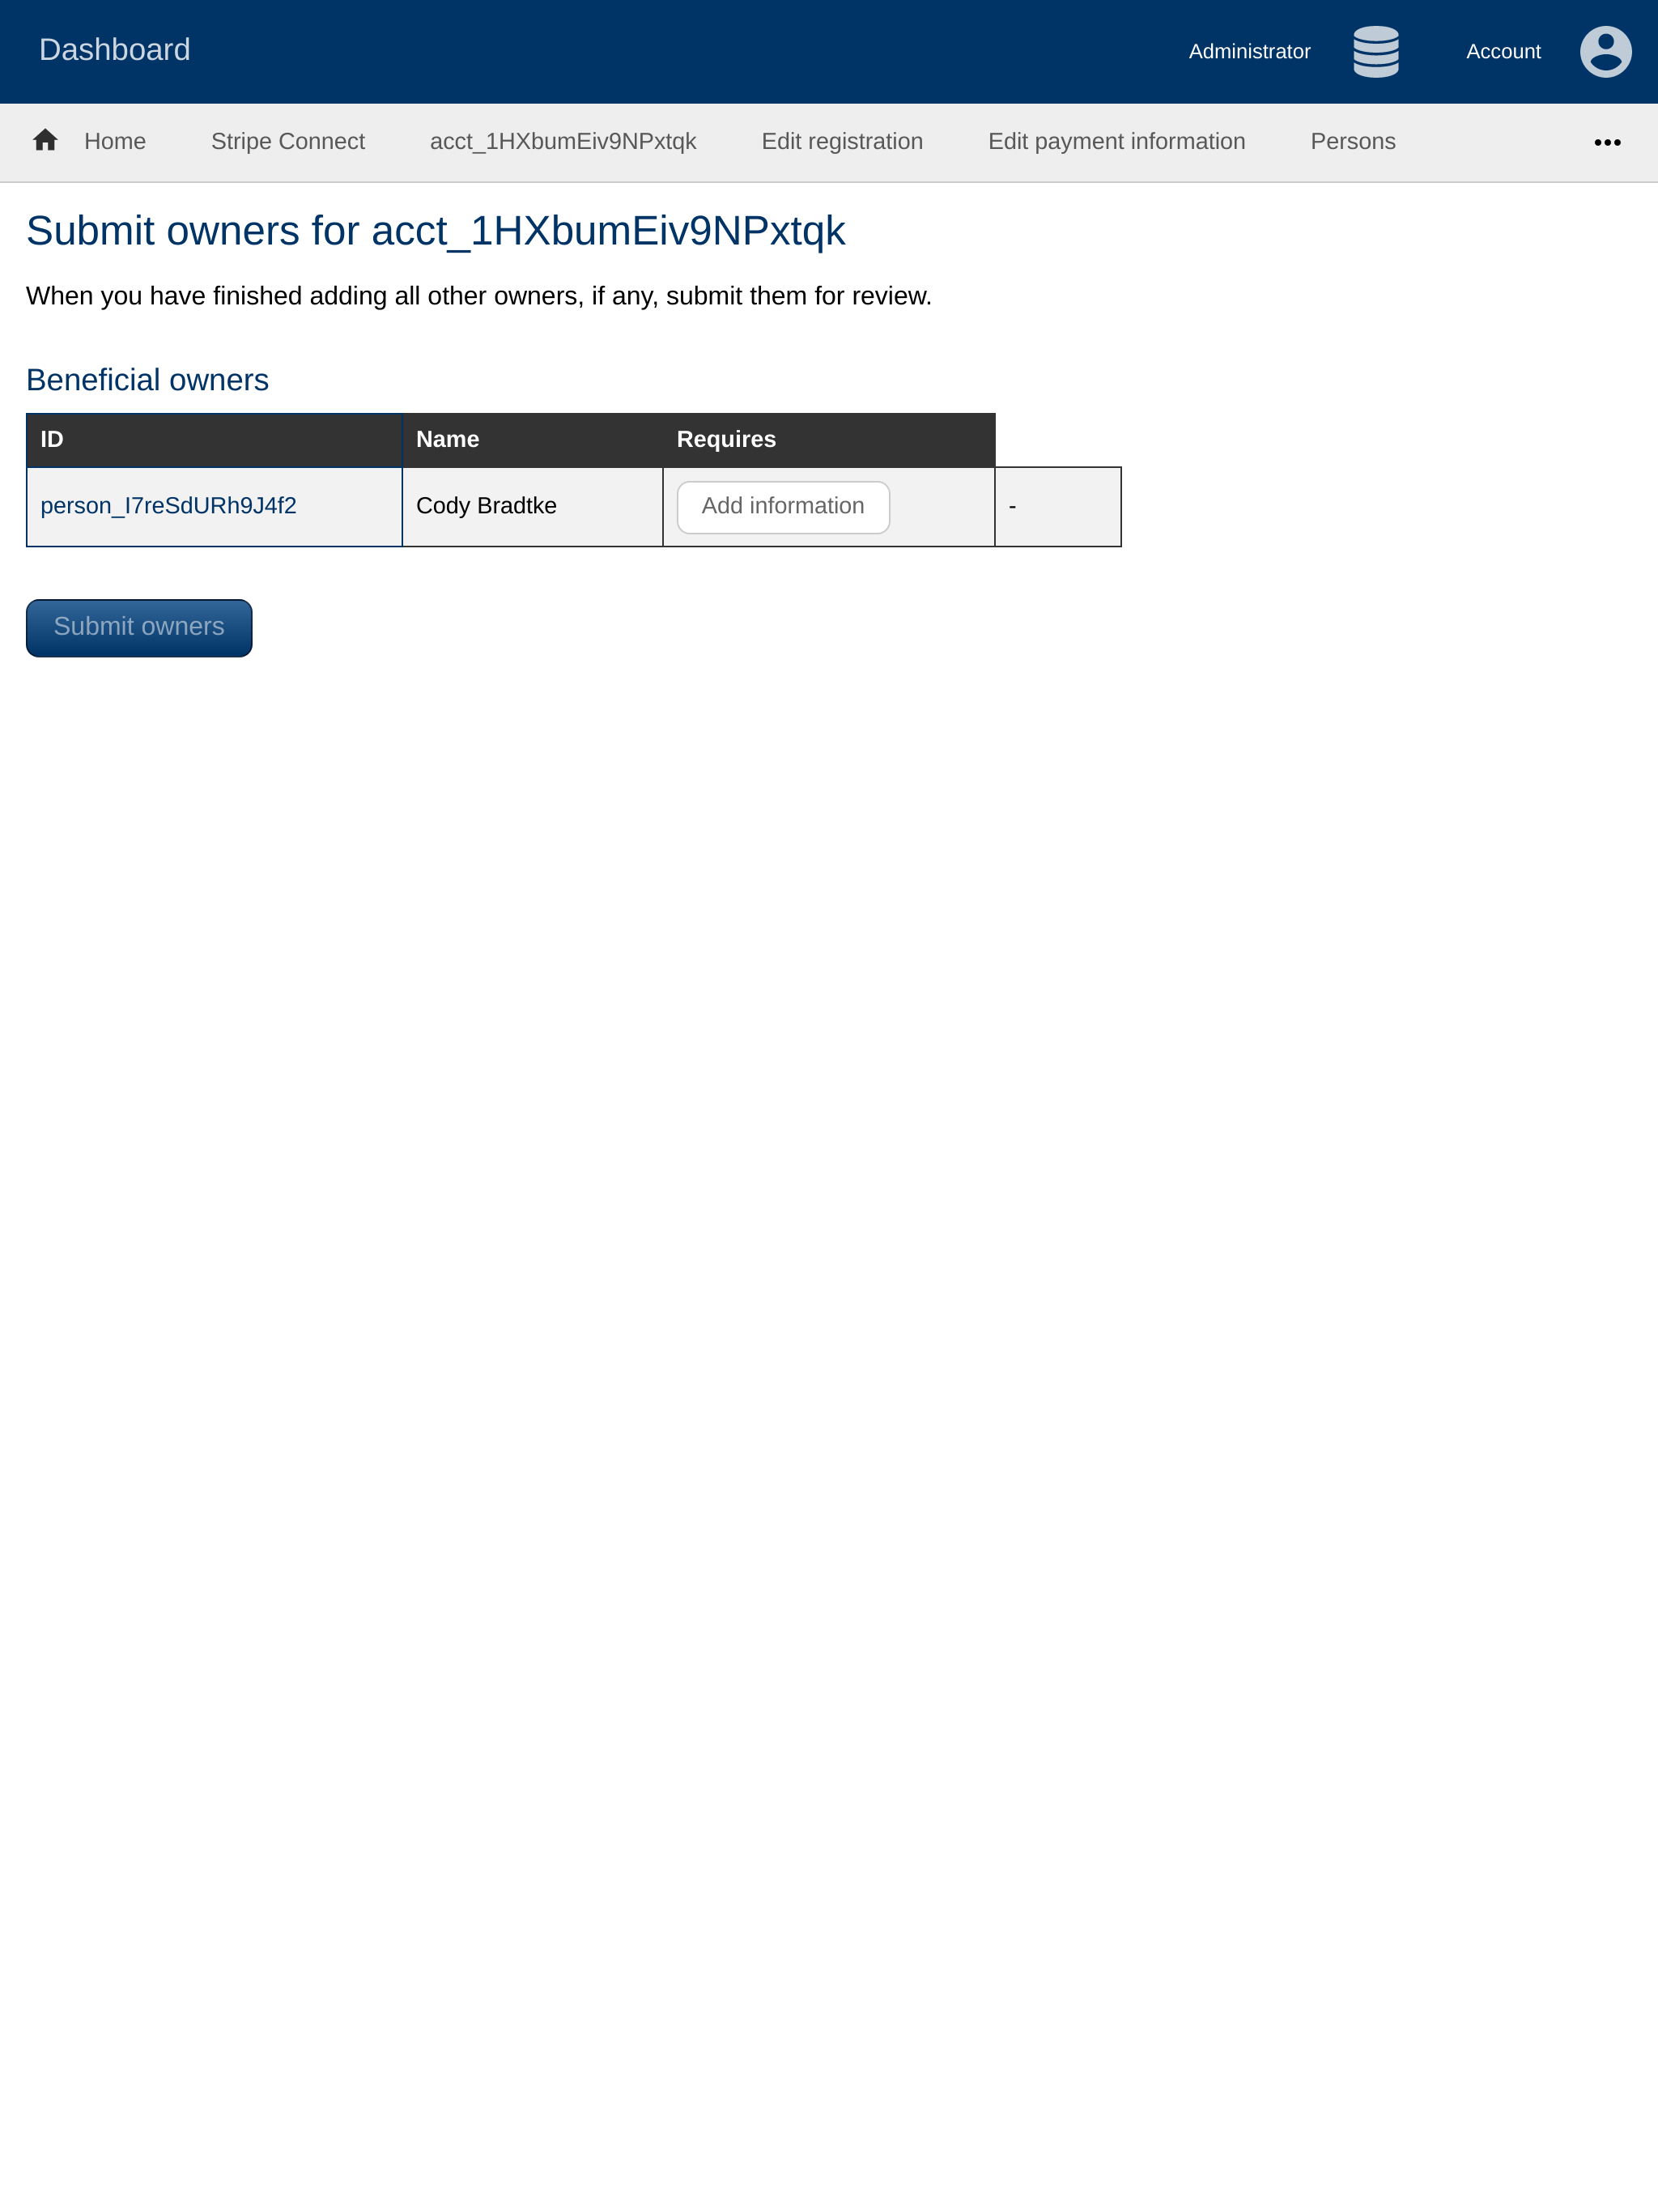 Dashboard Administrator Account
Home Stripe Connect acct_1HXbumEiv9NPxtqk Edit registration Edit payment information Persons •••
Submit owners for acct_1HXbumEiv9NPxtqk
When you have finished adding all other owners, if any, submit them for review.
Beneficial owners
ID Name Requires
person_I7reSdURh9J4f2 Cody Bradtke Add information -
Submit owners